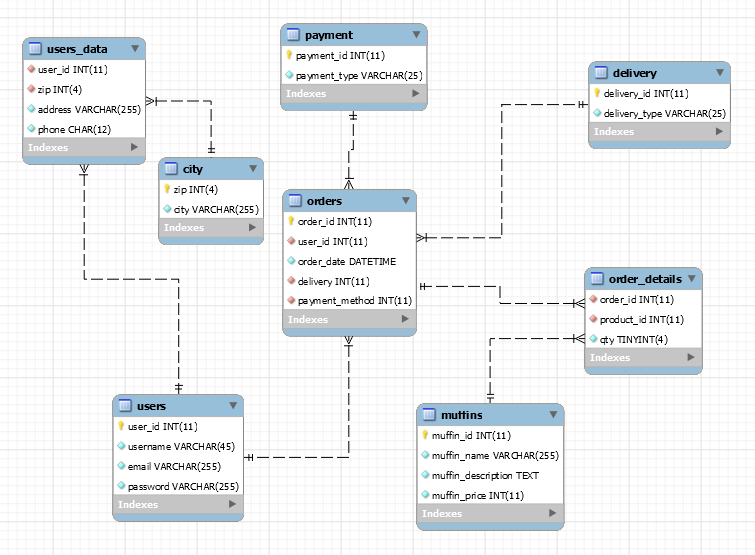 users_data
user_id INT(11)
zip INT(4)
address VARCHAR(255)
phone CHAR(12)
Indexes
payment
payment_id INT(11)
payment_type VARCHAR(25)
Indexes
delivery
delivery_id INT(11)
delivery_type VARCHAR(25)
Indexes
city
zip INT(4)
city VARCHAR(255)
Indexes
orders
order_id INT(11)
user_id INT(11)
order_date DATETIME
delivery INT(11)
payment_method INT(11)
Indexes
order_details
order_id INT(11)
product_id INT(11)
qty TINYINT(4)
Indexes
users
user_id INT(11)
username VARCHAR(45)
email VARCHAR(255)
password VARCHAR(255)
Indexes
muffins
muffin_id INT(11)
muffin_name VARCHAR(255)
muffin_description TEXT
muffin_price INT(11)
Indexes